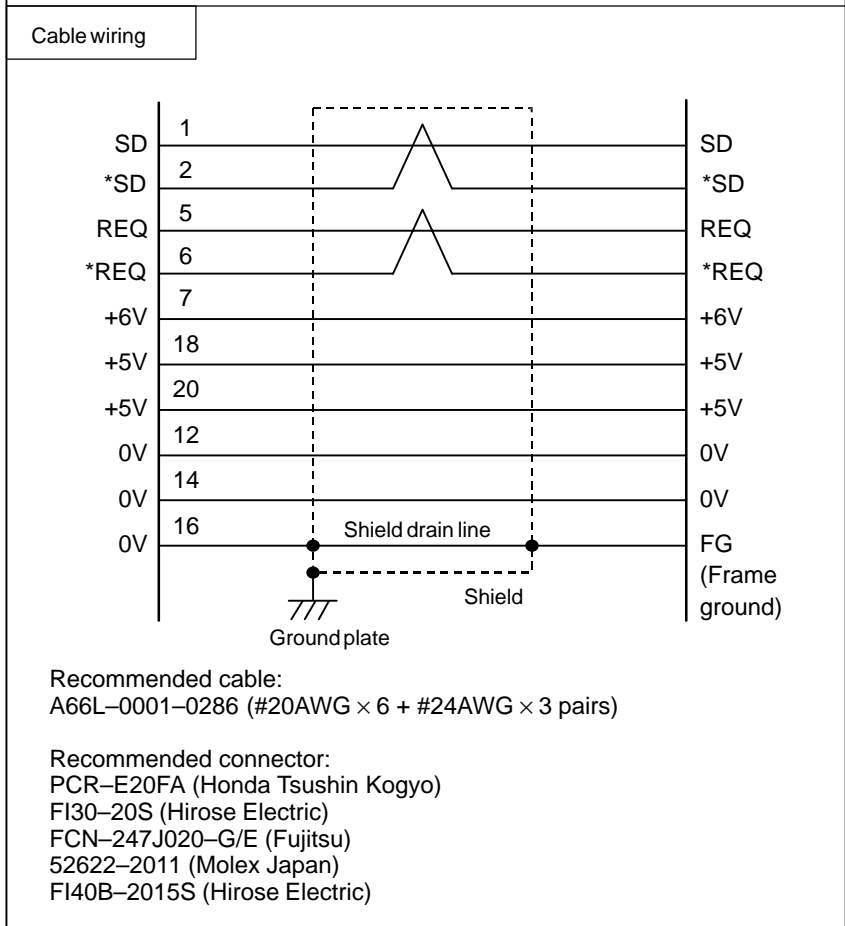 Cable wiring
SD 1 SD
*SD 2 *SD
REQ 5 REQ
*REQ 6 *REQ
+6V 7 +6V
+5V 18 +5V
+5V 20 +5V
0V 12 0V
0V 14 0V
0V 16 Shield drain line FG
(Frame
ground)
Shield
Ground plate
Recommended cable:
A66L–0001–0286 (#20AWG × 6 + #24AWG × 3 pairs)
Recommended connector:
PCR–E20FA (Honda Tsushin Kogyo)
FI30–20S (Hirose Electric)
FCN–247J020–G/E (Fujitsu)
52622–2011 (Molex Japan)
FI40B–2015S (Hirose Electric)